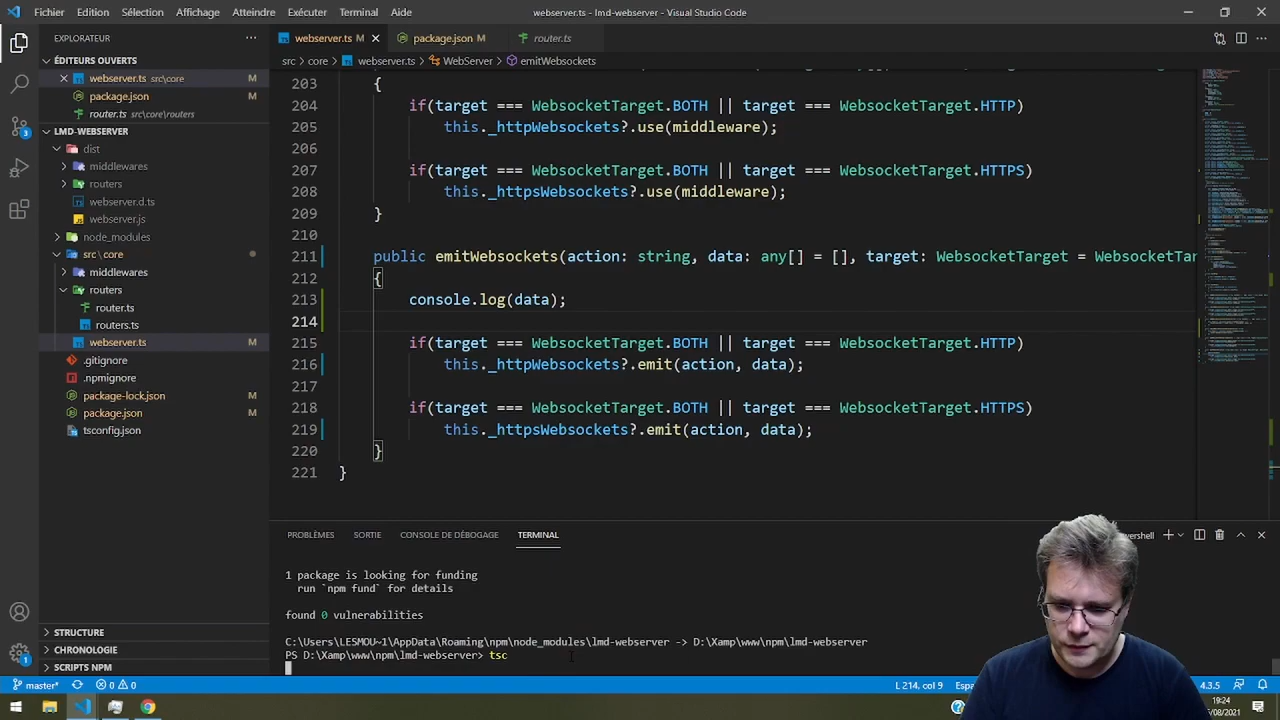 Fichier Edition Sélection Affichage Atteindre Exécuter Terminal Aide
webserver.ts - lmd-webserver - Visual Studio Code
EXPLORATEUR
webserver.ts M
package.json M
router.ts
src > core > webserver.ts > WebServer > emitWebsockets
ÉDITEURS OUVERTS
webserver.ts src\core M
package.json M
router.ts src\core\routers
LMD-WEBSERVER
dist
middlewares
routers
webserver.d.ts
webserver.js
node_modules
src \ core
middlewares
routers
router.ts
routers.ts
webserver.ts M
.gitignore
.npmignore
package-lock.json M
package.json M
tsconfig.json
STRUCTURE
CHRONOLOGIE
SCRIPTS NPM
203 {
204 if(target === WebsocketTarget.BOTH || target === WebsocketTarget.HTTP)
205 this._httpWebsockets?.use(middleware);
206
207 if(target === WebsocketTarget.BOTH || target === WebsocketTarget.HTTPS)
208 this._httpsWebsockets?.use(middleware);
209 }
210
211 public emitWebsockets(action: string, data: [] = [], target: WebsocketTarget = WebsocketTar
212 {
213 console.log(data);
214
215 if(target === WebsocketTarget.BOTH || target === WebsocketTarget.HTTP)
216 this._httpWebsockets?.emit(action, data);
217
218 if(target === WebsocketTarget.BOTH || target === WebsocketTarget.HTTPS)
219 this._httpsWebsockets?.emit(action, data);
220 }
221 }
PROBLÈMES SORTIE CONSOLE DE DÉBOGAGE TERMINAL
1 package is looking for funding
run `npm fund` for details
found 0 vulnerabilities
C:\Users\LESMOU~1\AppData\Roaming\npm\node_modules\lmd-webserver -> D:\Xamp\www\npm\lmd-webserver
PS D:\Xamp\www\npm\lmd-webserver> tsc
master* 0 0
L 214, col 9
4.3.5
19:24